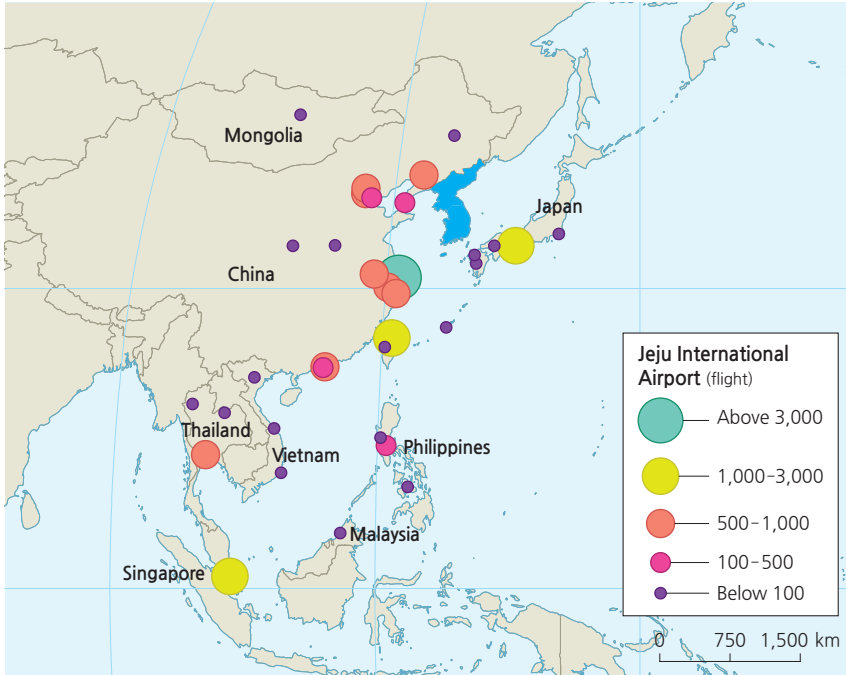 Mongolia
Japan
China
Thailand
Vietnam
Philippines
Malaysia
Singapore
Jeju International
Airport (flight)
Above 3,000
1,000–3,000
500–1,000
100–500
Below 100
0 750 1,500 km